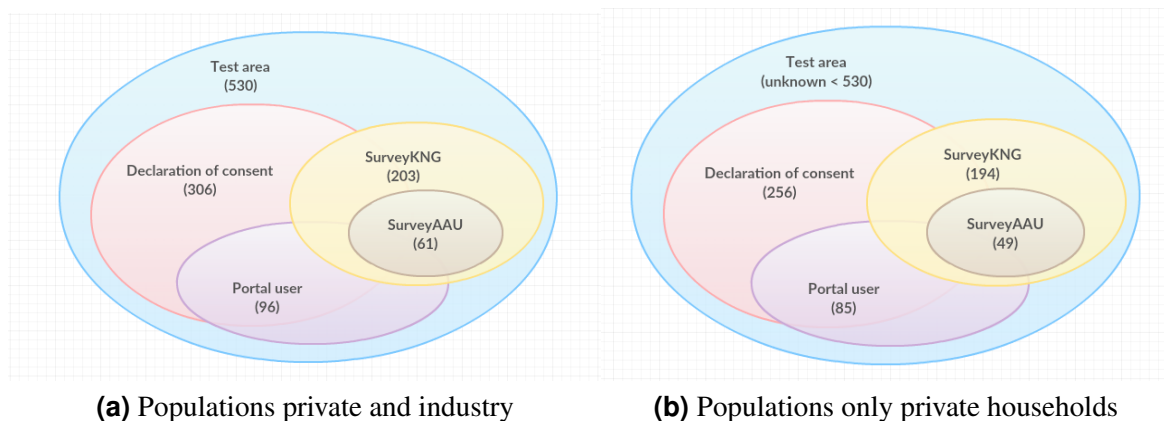 Test area
(530)
Declaration of consent
(306)
SurveyKNG
(203)
SurveyAAU
(61)
Portal user
(96)
(a) Populations private and industry
Test area
(unknown < 530)
Declaration of consent
(256)
SurveyKNG
(194)
SurveyAAU
(49)
Portal user
(85)
(b) Populations only private households